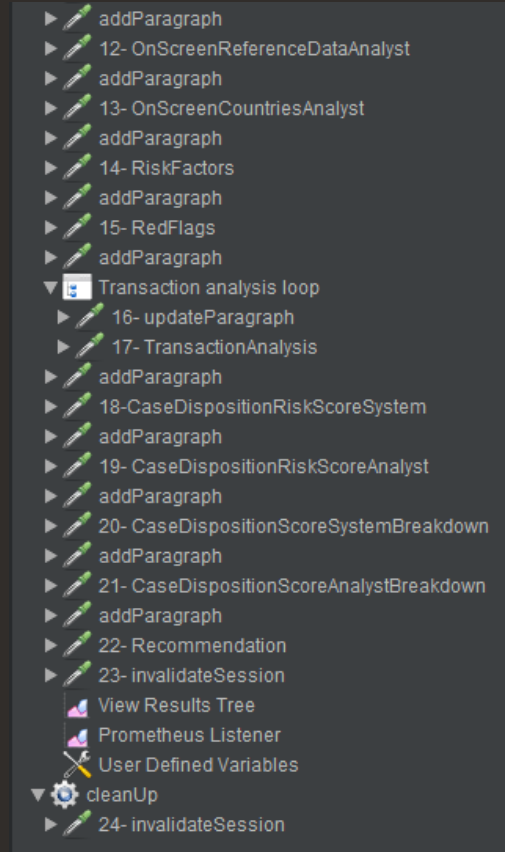 addParagraph
12- OnScreenReferenceDataAnalyst
addParagraph
13- OnScreenCountriesAnalyst
addParagraph
14- RiskFactors
addParagraph
15- RedFlags
addParagraph
Transaction analysis loop
16- updateParagraph
17- TransactionAnalysis
addParagraph
18-CaseDispositionRiskScoreSystem
addParagraph
19- CaseDispositionRiskScoreAnalyst
addParagraph
20- CaseDispositionScoreSystemBreakdown
addParagraph
21- CaseDispositionScoreAnalystBreakdown
addParagraph
22- Recommendation
23- invalidateSession
View Results Tree
Prometheus Listener
User Defined Variables
cleanUp
24- invalidateSession